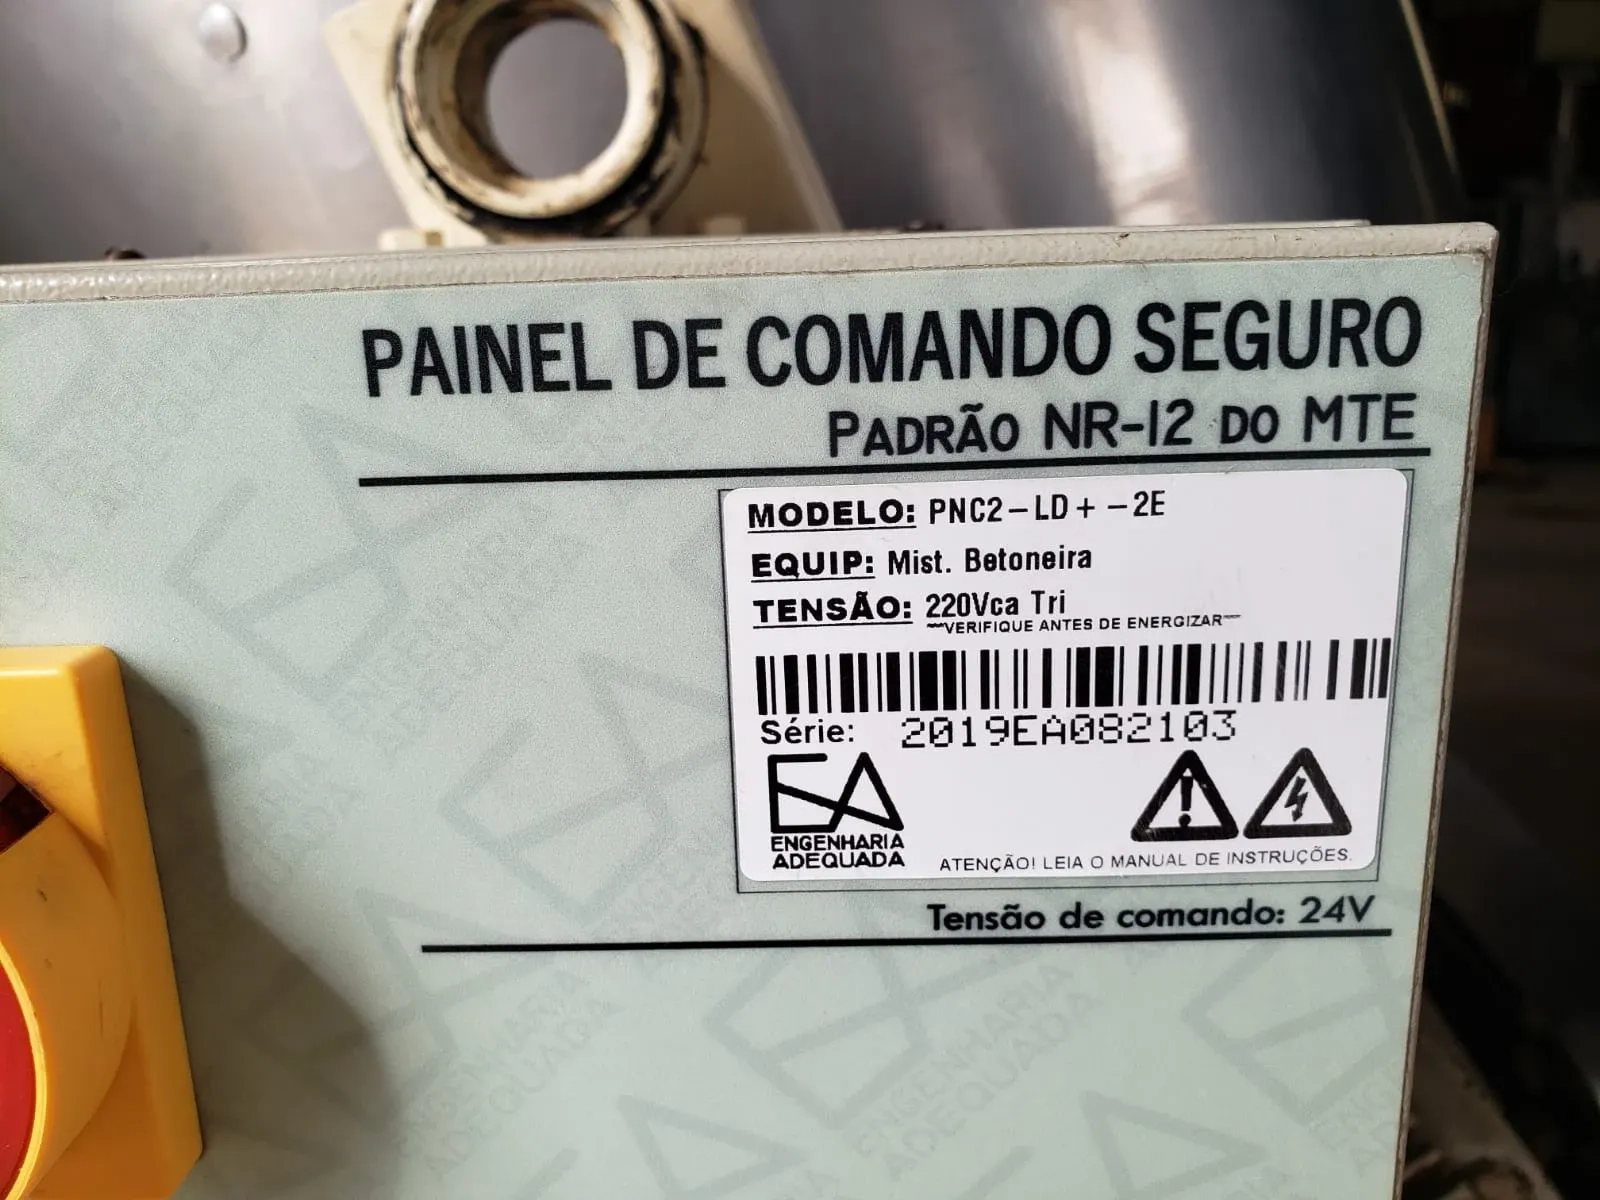 PAINEL DE COMANDO SEGURO
PADRÃO NR-12 DO MTE
MODELO: PNC2-LD+-2E
EQUIP: Mist. Betoneira
TENSÃO: 220Vca Tri
VERIFIQUE ANTES DE ENERGIZAR
Série: 2019EA082103
EA
ENGENHARIA
ADEQUADA
ATENÇÃO! LEIA O MANUAL DE INSTRUÇÕES.
Tensão de comando: 24V